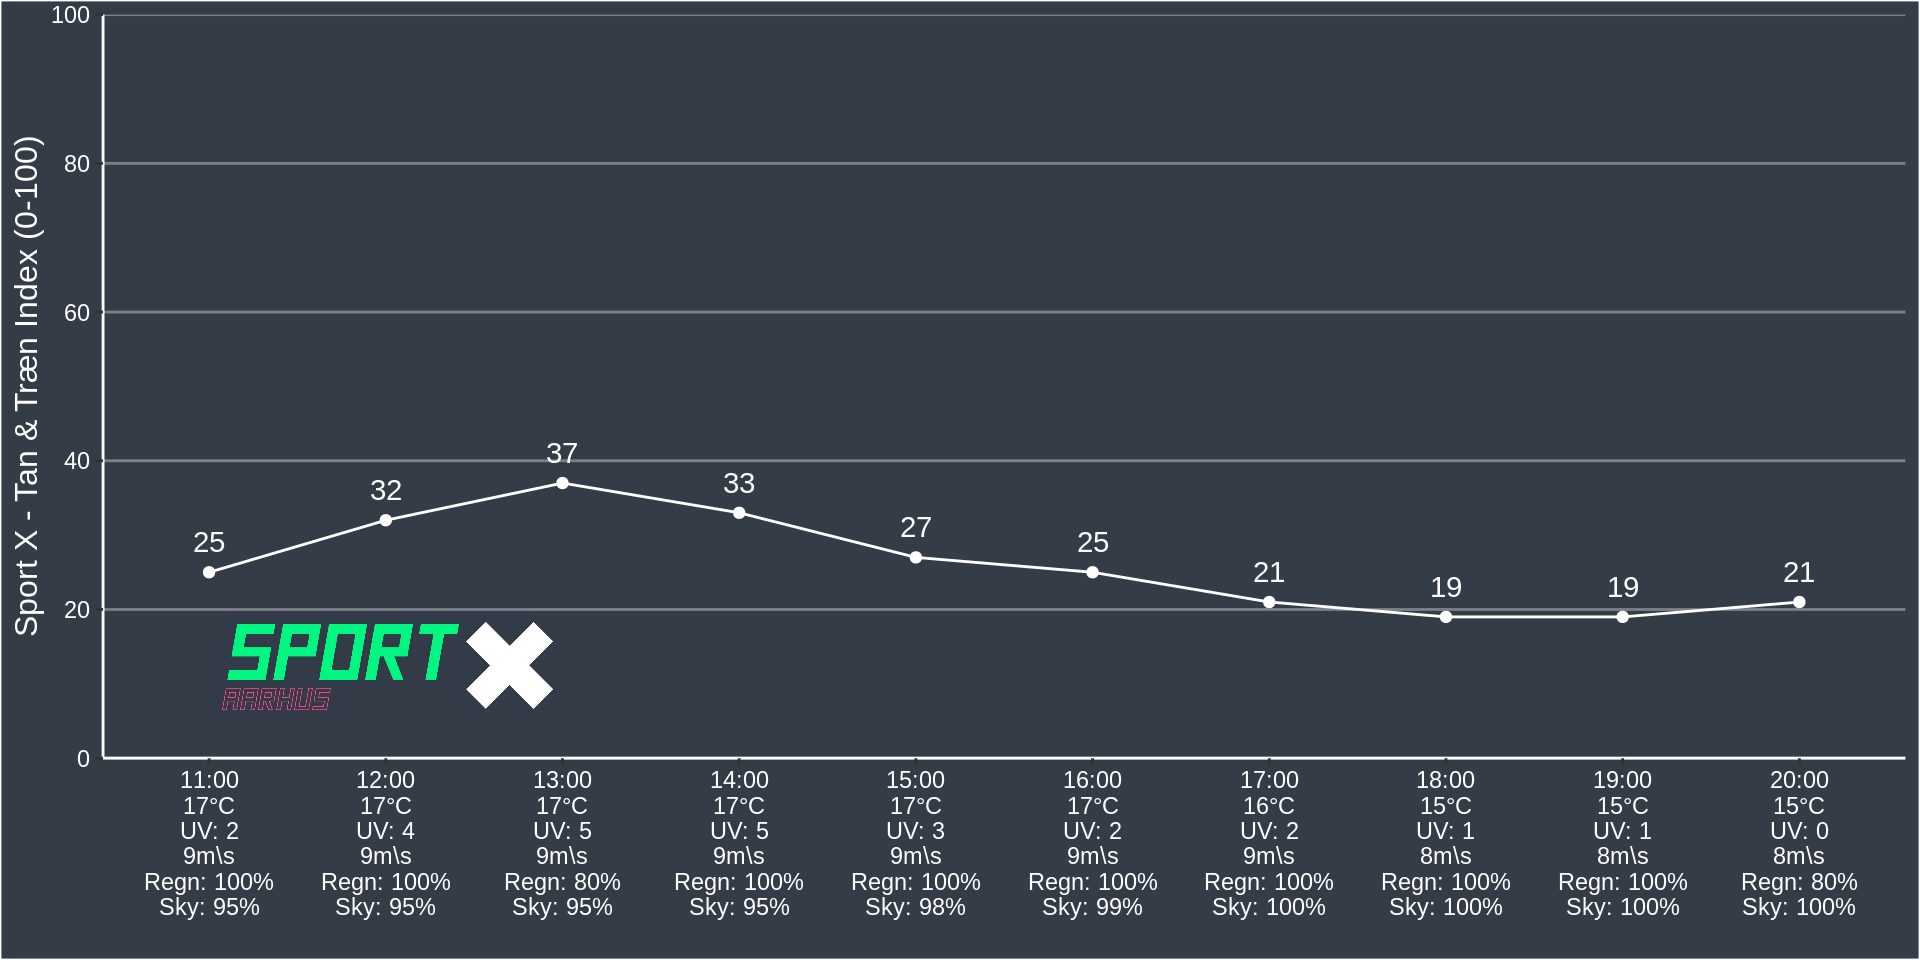 Sport X - Tan & Træn Index (0-100)
100
80
60
40
20
0
25
32
37
33
27
25
21
19
19
21
SPORT X
AARHUS
11:00 12:00 13:00 14:00 15:00 16:00 17:00 18:00 19:00 20:00
17°C 17°C 17°C 17°C 17°C 17°C 16°C 15°C 15°C 15°C
UV: 2 UV: 4 UV: 5 UV: 5 UV: 3 UV: 2 UV: 2 UV: 1 UV: 1 UV: 0
9m\s 9m\s 9m\s 9m\s 9m\s 9m\s 9m\s 8m\s 8m\s 8m\s
Regn: 100% Regn: 100% Regn: 80% Regn: 100% Regn: 100% Regn: 100% Regn: 100% Regn: 100% Regn: 100% Regn: 80%
Sky: 95% Sky: 95% Sky: 95% Sky: 95% Sky: 98% Sky: 99% Sky: 100% Sky: 100% Sky: 100% Sky: 100%